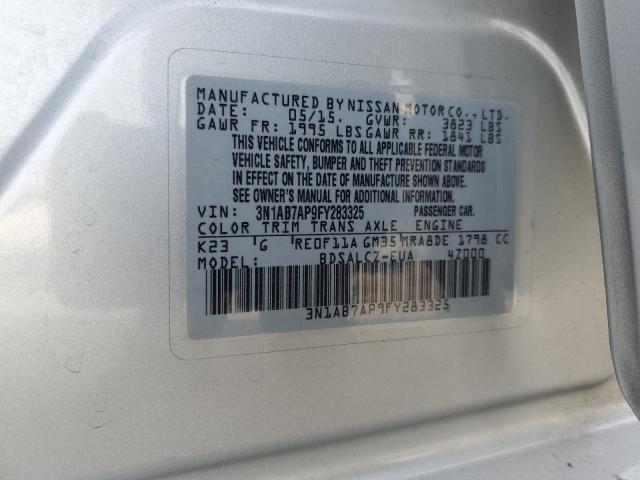 MANUFACTURED BY NISSAN MOTOR CO., LTD.
DATE: 05/15. GVWR: 3823 LBS
GAWR FR: 1995 LBS GAWR RR: 1841 LBS
THIS VEHICLE CONFORMS TO ALL APPLICABLE FEDERAL MOTOR
VEHICLE SAFETY, BUMPER AND THEFT PREVENTION STANDARDS
IN EFFECT ON THE DATE OF MANUFACTURE SHOWN ABOVE.
SEE OWNER'S MANUAL FOR ADDITIONAL INFORMATION.
VIN: 3N1AB7AP9FY283325 PASSENGER CAR.
COLOR TRIM TRANS AXLE ENGINE
K23 G RE0F11A GM35 MRA8DE 1798 CC
MODEL: BDSALCZ-EUA 4Z000
3N1AB7AP9FY283325